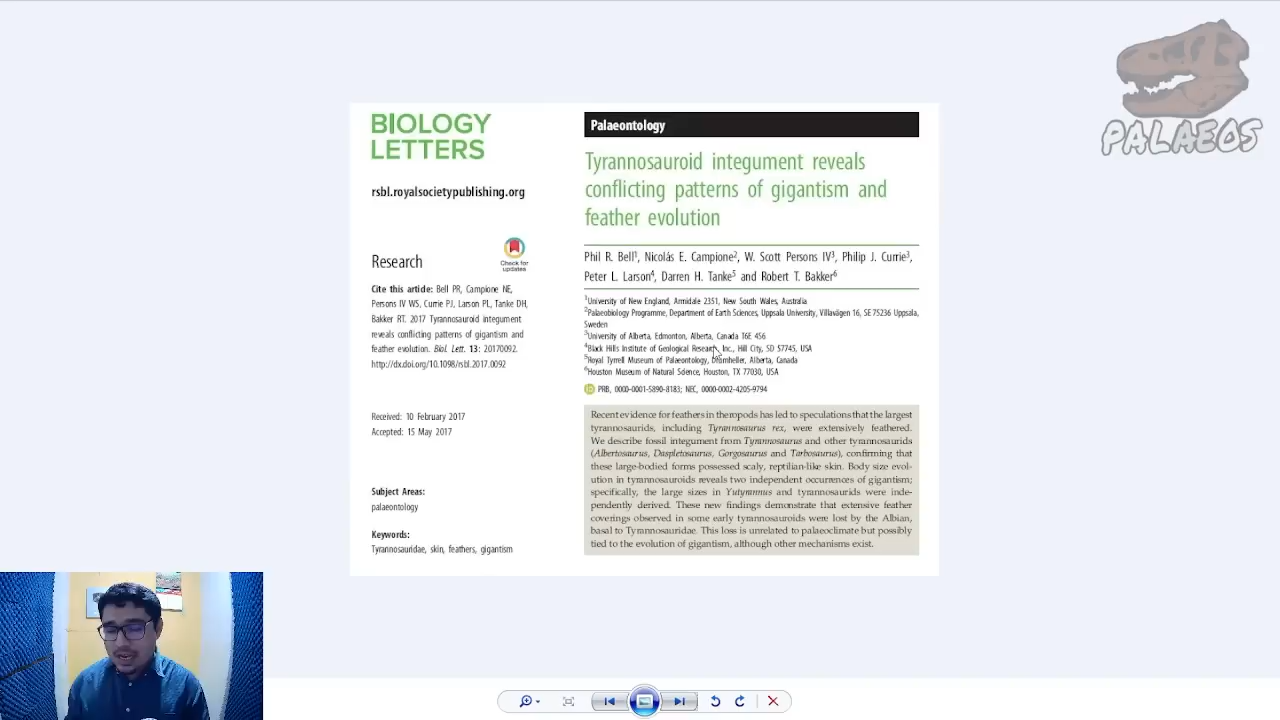 PALAEOS
BIOLOGY
LETTERS
rsbl.royalsocietypublishing.org
Research
Check for
updates
Cite this article: Bell PR, Campione NE,
Persons IV WS, Currie PJ, Larson PL, Tanke DH,
Bakker RT. 2017 Tyrannosauroid integument
reveals conflicting patterns of gigantism and
feather evolution. Biol. Lett. 13: 20170092.
http://dx.doi.org/10.1098/rsbl.2017.0092
Received: 10 February 2017
Accepted: 15 May 2017
Subject Areas:
palaeontology
Keywords:
Tyrannosauridae, skin, feathers, gigantism
Palaeontology
Tyrannosauroid integument reveals
conflicting patterns of gigantism and
feather evolution
Phil R. Bell1, Nicolás E. Campione2, W. Scott Persons IV3, Philip J. Currie3,
Peter L. Larson4, Darren H. Tanke5 and Robert T. Bakker6
1University of New England, Armidale 2351, New South Wales, Australia
2Palaeobiology Programme, Department of Earth Sciences, Uppsala University, Villavägen 16, SE 75236 Uppsala,
Sweden
3University of Alberta, Edmonton, Alberta, Canada T6E 4S6
4Black Hills Institute of Geological Research, Inc., Hill City, SD 57745, USA
5Royal Tyrrell Museum of Palaeontology, Drumheller, Alberta, Canada
6Houston Museum of Natural Science, Houston, TX 77030, USA
iD PRB, 0000-0001-5890-8183; NEC, 0000-0002-4205-9794
Recent evidence for feathers in theropods has led to speculations that the largest
tyrannosaurids, including Tyrannosaurus rex, were extensively feathered.
We describe fossil integument from Tyrannosaurus and other tyrannosaurids
(Albertosaurus, Daspletosaurus, Gorgosaurus and Tarbosaurus), confirming that
these large-bodied forms possessed scaly, reptilian-like skin. Body size evol-
ution in tyrannosauroids reveals two independent occurrences of gigantism;
specifically, the large sizes in Yutyrannus and tyrannosaurids were inde-
pendently derived. These new findings demonstrate that extensive feather
coverings observed in some early tyrannosauroids were lost by the Albian,
basal to Tyrannosauridae. This loss is unrelated to palaeoclimate but possibly
tied to the evolution of gigantism, although other mechanisms exist.